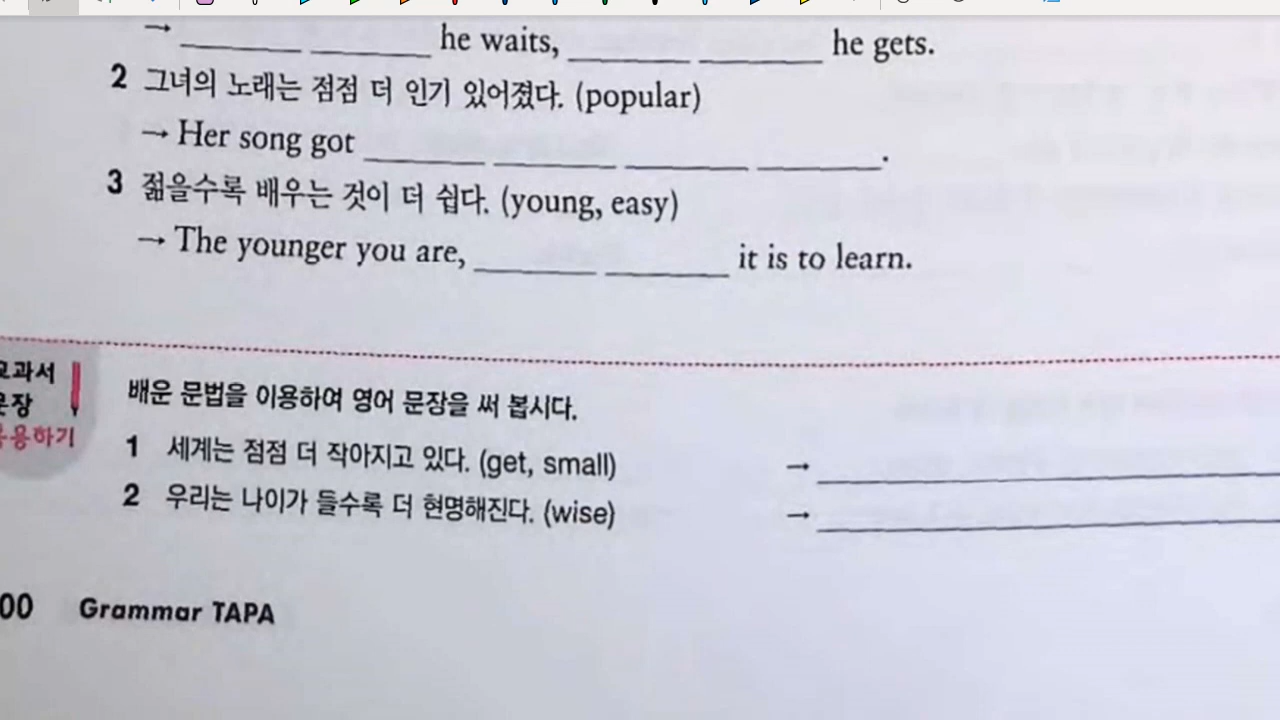 → ______ ______ he waits, ______ ______ he gets.
2 그녀의 노래는 점점 더 인기 있어졌다. (popular)
→ Her song got ______ ______ ______ ______.
3 젊을수록 배우는 것이 더 쉽다. (young, easy)
→ The younger you are, ______ ______ it is to learn.
교과서
문장
응용하기
배운 문법을 이용하여 영어 문장을 써 봅시다.
1 세계는 점점 더 작아지고 있다. (get, small) → ______
2 우리는 나이가 들수록 더 현명해진다. (wise) → ______
00 Grammar TAPA